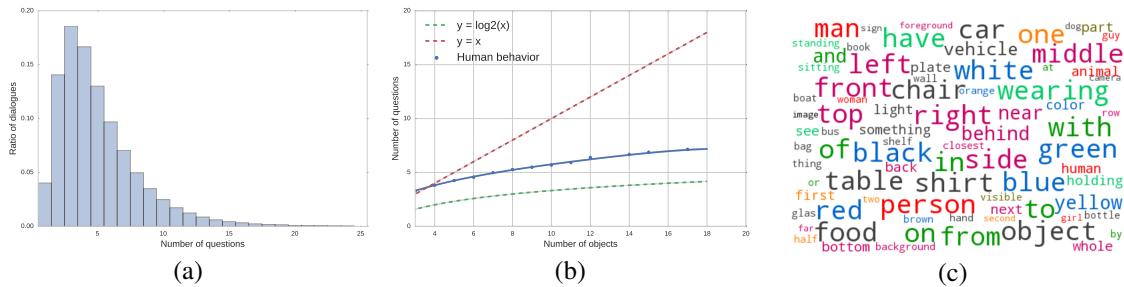 0.20
0.15
0.10
0.05
0.00
Ratio of dialogues
5 10 15 20 25
Number of questions
(a)
20
15
10
5
0
Number of questions
y = log2(x)
y = x
Human behavior
4 6 8 10 12 14 16 18 20
Number of objects
(b)
man sign foreground car one dog part
standing book have vehicle middle guy
sitting and left plate white at animal
wall camera
front chair orange wearing
boat woman light color
image top right near row
see bus something behind with
bag shelf closest
thing of black in side green
back human
or table shirt blue holding
first two visible
glas red person next to yellow
brown hand second girl bottle
far food on from object by
half bottom background whole
(c)